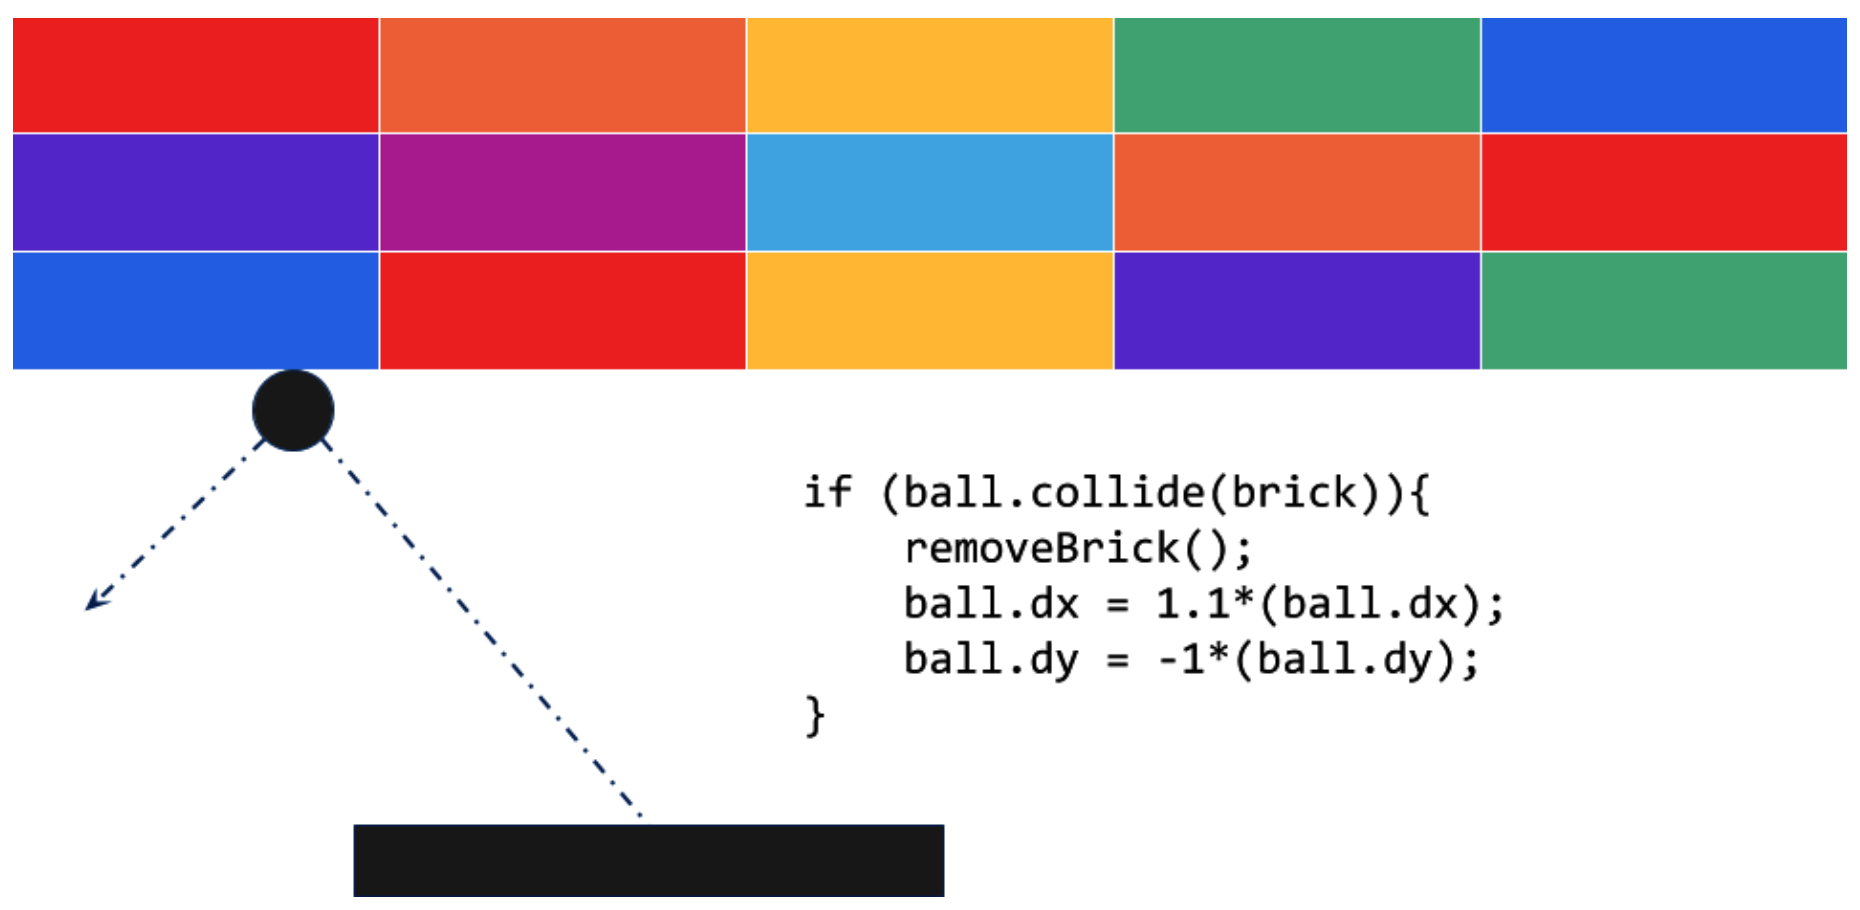 if (ball.collide(brick)){
    removeBrick();
    ball.dx = 1.1*(ball.dx);
    ball.dy = -1*(ball.dy);
}